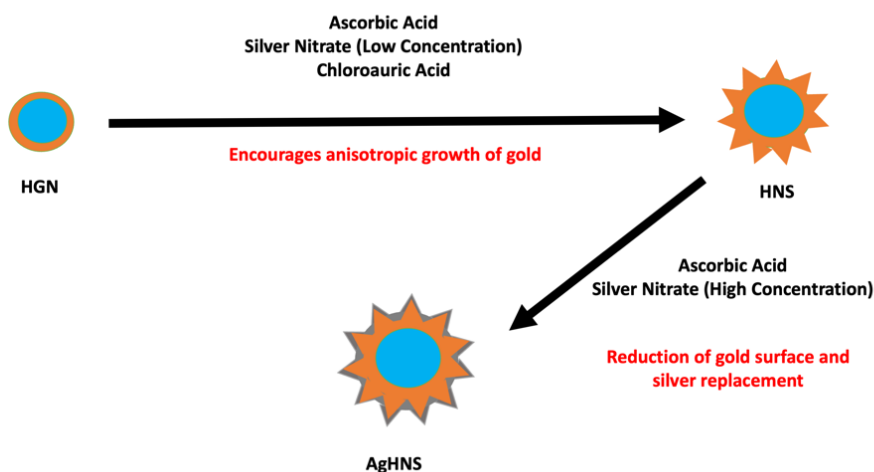 Ascorbic Acid
Silver Nitrate (Low Concentration)
Chloroauric Acid
Encourages anisotropic growth of gold
HGN
HNS
Ascorbic Acid
Silver Nitrate (High Concentration)
Reduction of gold surface and
silver replacement
AgHNS